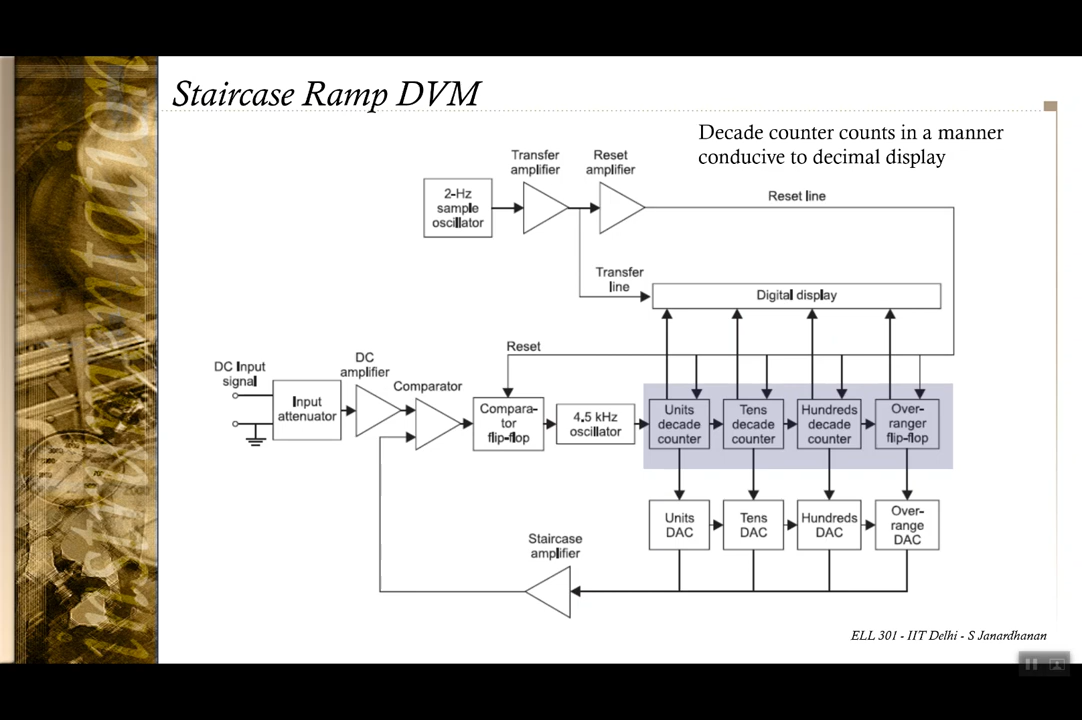 Staircase Ramp DVM
Decade counter counts in a manner
conducive to decimal display
Transfer
amplifier
Reset
amplifier
2-Hz
sample
oscillator
Reset line
Transfer
line
Digital display
Reset
DC Input
signal
DC
amplifier
Comparator
Input
attenuator
Compara-
tor
flip-flop
4.5 kHz
oscillator
Units
decade
counter
Tens
decade
counter
Hundreds
decade
counter
Over-
ranger
flip-flop
Units
DAC
Tens
DAC
Hundreds
DAC
Over-
range
DAC
Staircase
amplifier
ELL 301 - IIT Delhi - S Janardhanan
instrumentation